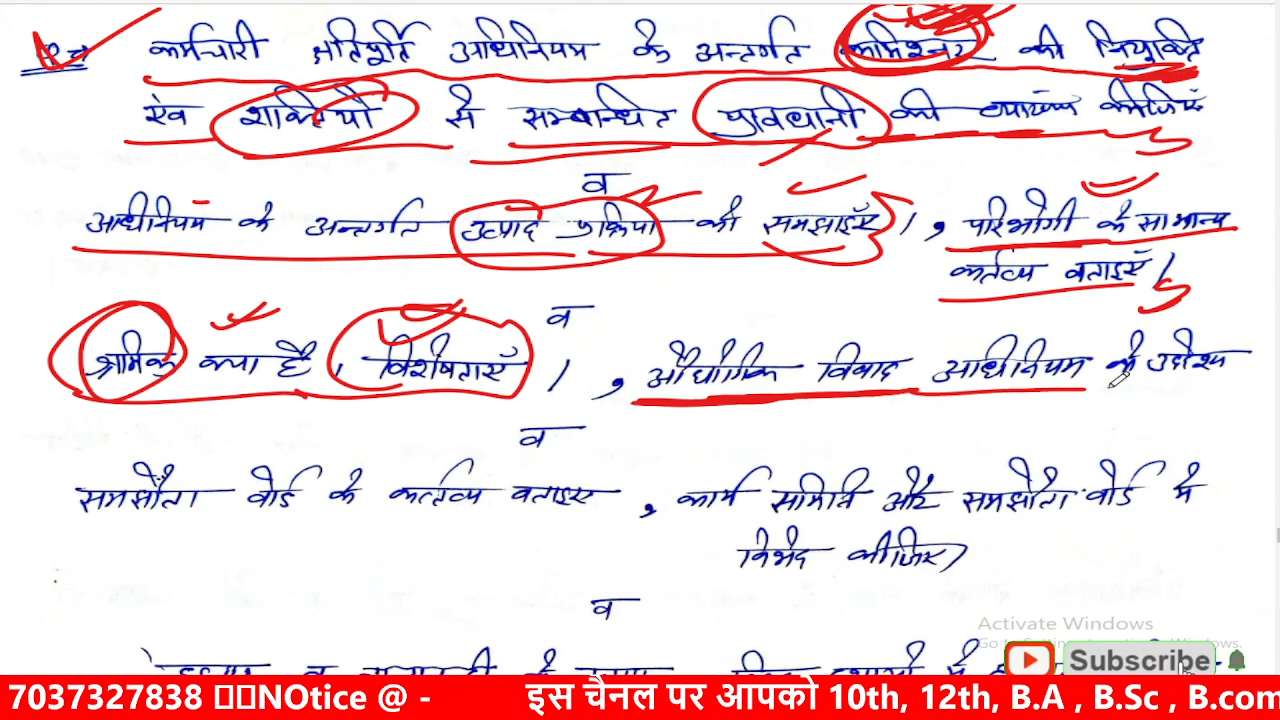 कर्मचारी क्षतिपूर्ति अधिनियम के अन्तर्गत कमिश्नर की नियुक्ति
एंव शक्तियों से सम्बन्धित प्रावधानों की व्याख्या कीजिए
व
अधीनियम के अन्तर्गत उत्पाद प्रक्रिया को समझाइएँ । , परिभोगी के सामान्य
कर्तव्य बताइएँ ।
व
श्रमिक क्या है , विशेषताएँ । , औधोगिक विवाद अधिनियम के उद्देश्य
व
समझौता बोर्ड के कर्तव्य बताइए , कार्य समिति और समझौता बोर्ड मे
विभेद कीजिए)
व
Activate Windows
Subscribe
7037327838 NOtice @ - इस चैनल पर आपको 10th, 12th, B.A , B.Sc , B.com